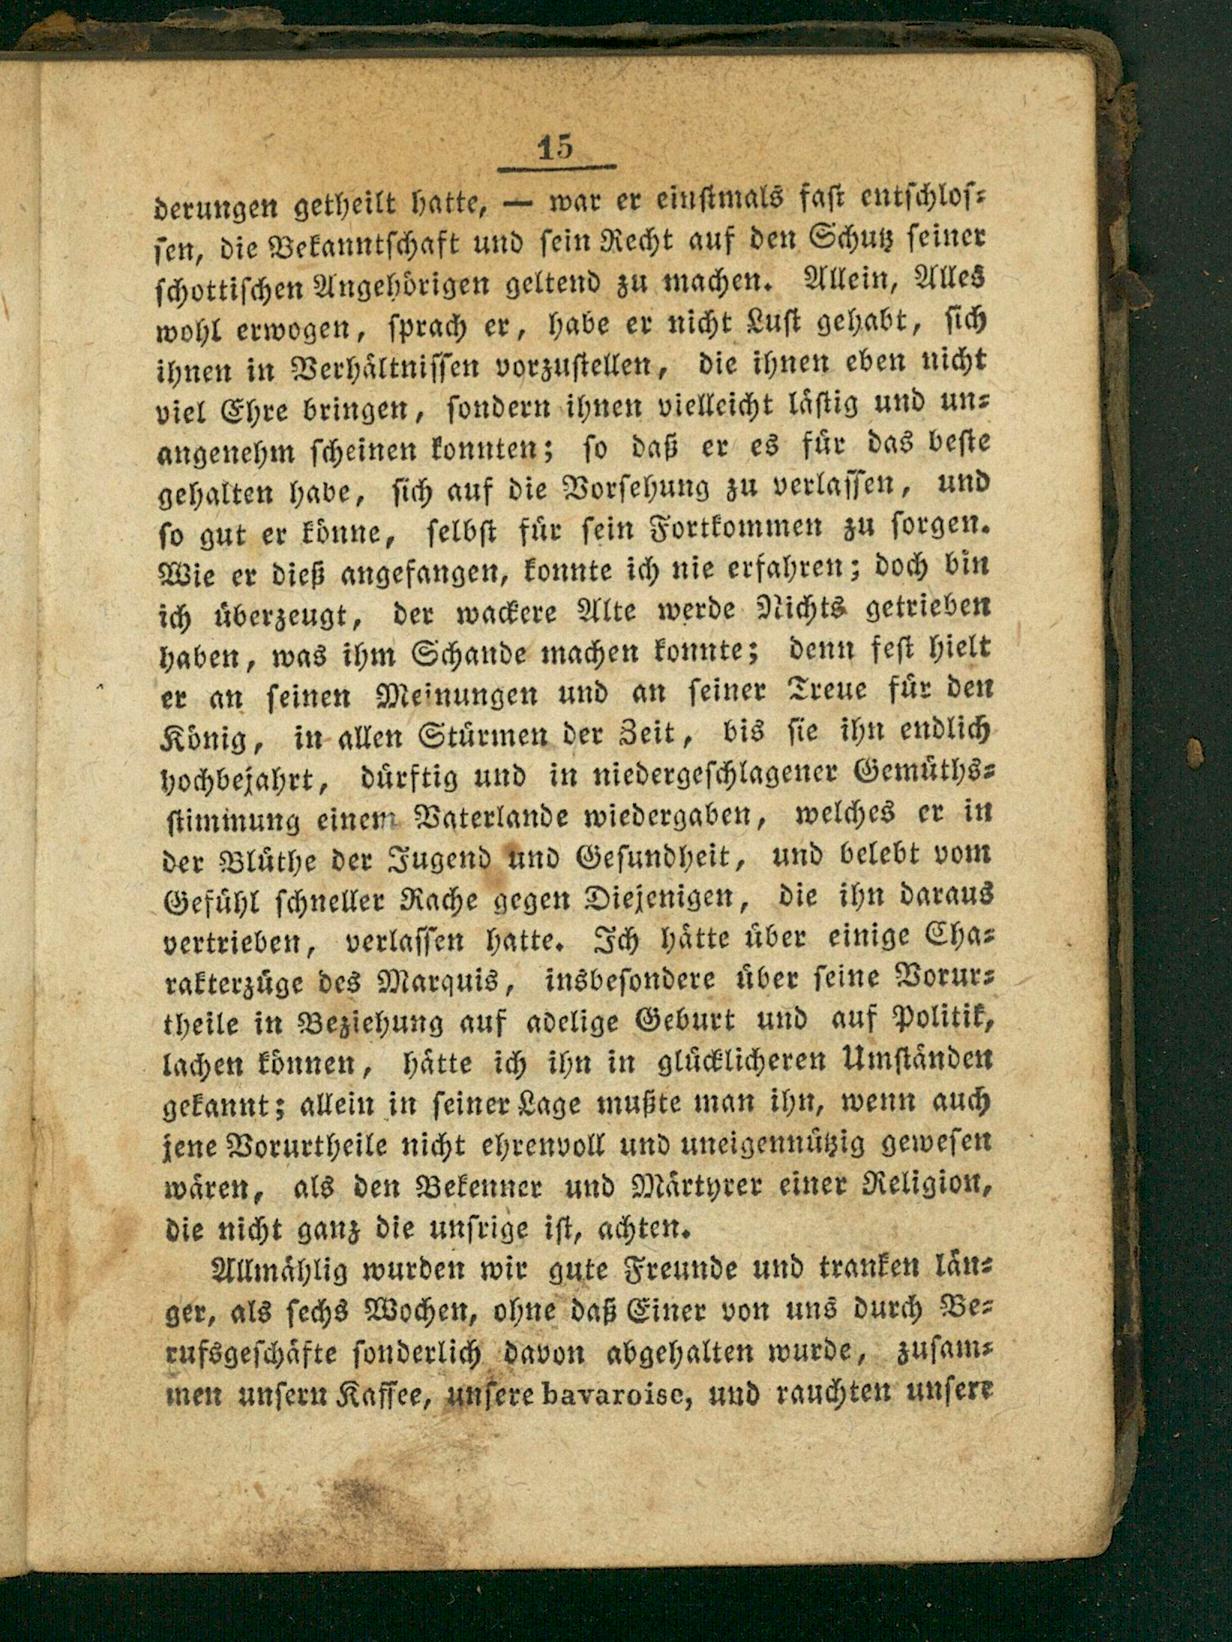 15
derungen getheilt hatte, — war er einstmals fast entschlos-
sen, die Bekanntschaft und sein Recht auf den Schutz seiner
schottischen Angehörigen geltend zu machen. Allein, Alles
wohl erwogen, sprach er, habe er nicht Lust gehabt, sich
ihnen in Verhältnissen vorzustellen, die ihnen eben nicht
viel Ehre bringen, sondern ihnen vielleicht lästig und un-
angenehm scheinen konnten; so daß er es für das beste
gehalten habe, sich auf die Vorsehung zu verlassen, und
so gut er könne, selbst für sein Fortkommen zu sorgen.
Wie er dieß angefangen, konnte ich nie erfahren; doch bin
ich überzeugt, der wackere Alte werde Nichts getrieben
haben, was ihm Schande machen konnte; denn fest hielt
er an seinen Meinungen und an seiner Treue für den
König, in allen Stürmen der Zeit, bis sie ihn endlich
hochbejahrt, dürftig und in niedergeschlagener Gemüths-
stimmung einem Vaterlande wiedergaben, welches er in
der Blüthe der Jugend und Gesundheit, und belebt vom
Gefühl schneller Rache gegen Diejenigen, die ihn daraus
vertrieben, verlassen hatte. Ich hätte über einige Cha-
rakterzüge des Marquis, insbesondere über seine Vorur-
theile in Beziehung auf adelige Geburt und auf Politik,
lachen können, hätte ich ihn in glücklicheren Umständen
gekannt; allein in seiner Lage mußte man ihn, wenn auch
jene Vorurtheile nicht ehrenvoll und uneigennützig gewesen
wären, als den Bekenner und Märtyrer einer Religion,
die nicht ganz die unsrige ist, achten.
Allmählig wurden wir gute Freunde und tranken län-
ger, als sechs Wochen, ohne daß Einer von uns durch Be-
rufsgeschäfte sonderlich davon abgehalten wurde, zusam-
men unsern Kaffee, unsere bavaroise, und rauchten unsere